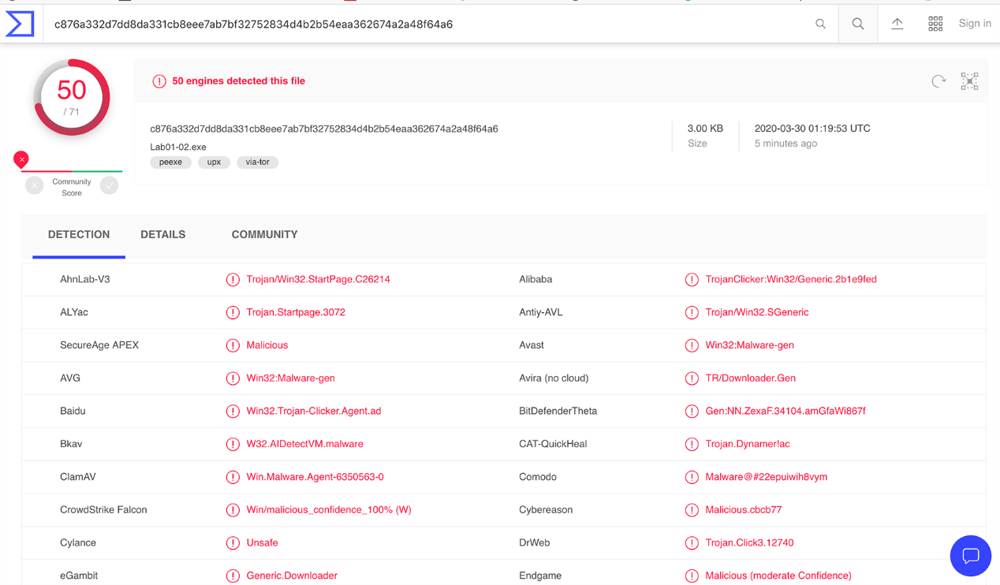 c876a332d7dd8da331cb8eee7ab7bf32752834d4b2b54eaa362674a2a48f64a6
Sign in
50
/ 71
50 engines detected this file
c876a332d7dd8da331cb8eee7ab7bf32752834d4b2b54eaa362674a2a48f64a6
Lab01-02.exe
peexe upx via-tor
3.00 KB
Size
2020-03-30 01:19:53 UTC
5 minutes ago
Community
Score
DETECTION DETAILS COMMUNITY
AhnLab-V3 Trojan/Win32.StartPage.C26214 Alibaba TrojanClicker:Win32/Generic.2b1e9fed
ALYac Trojan.Startpage.3072 Antiy-AVL Trojan/Win32.SGeneric
SecureAge APEX Malicious Avast Win32:Malware-gen
AVG Win32:Malware-gen Avira (no cloud) TR/Downloader.Gen
Baidu Win32.Trojan-Clicker.Agent.ad BitDefenderTheta Gen:NN.ZexaF.34104.amGfaWi867f
Bkav W32.AIDetectVM.malware CAT-QuickHeal Trojan.Dynamer!ac
ClamAV Win.Malware.Agent-6350563-0 Comodo Malware@#22epuiwih8vym
CrowdStrike Falcon Win/malicious_confidence_100% (W) Cybereason Malicious.cbcb77
Cylance Unsafe DrWeb Trojan.Click3.12740
eGambit Generic.Downloader Endgame Malicious (moderate Confidence)